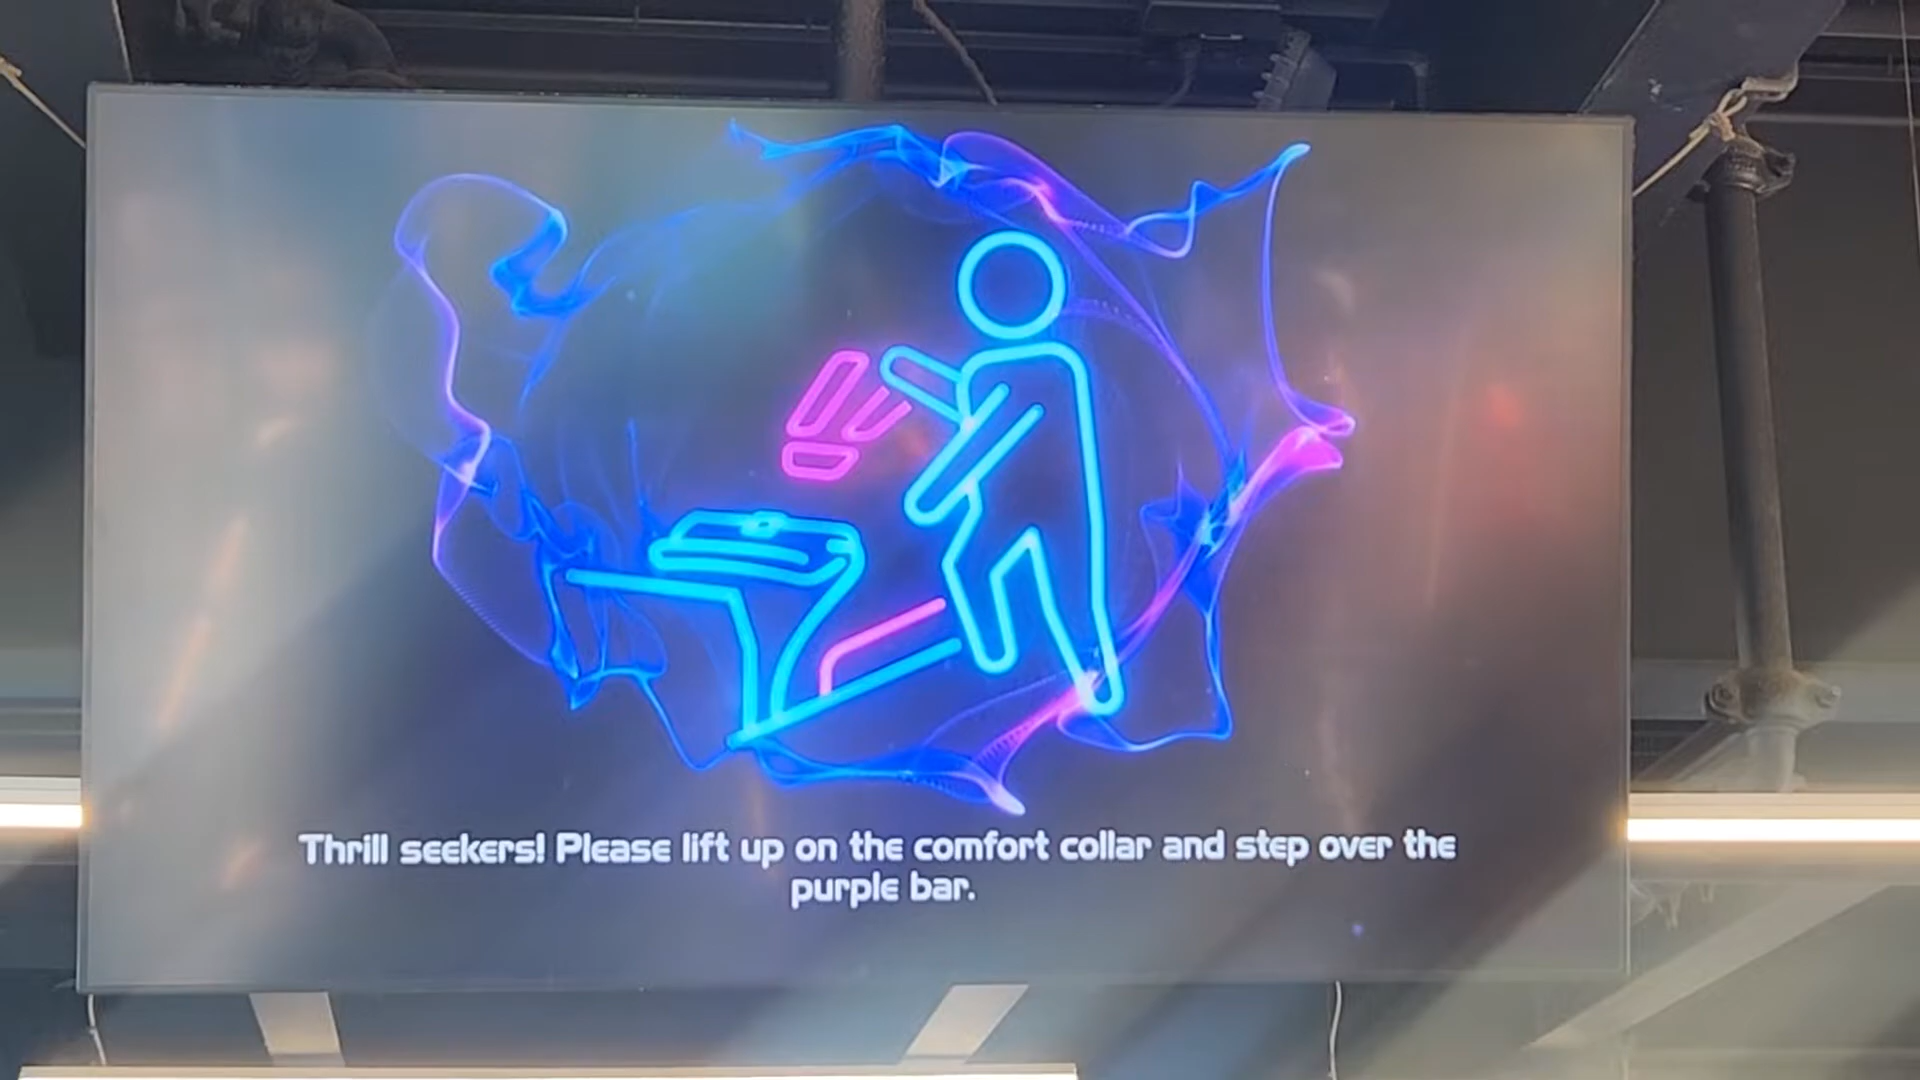 Thrill seekers! Please lift up on the comfort collar and step over the
purple bar.